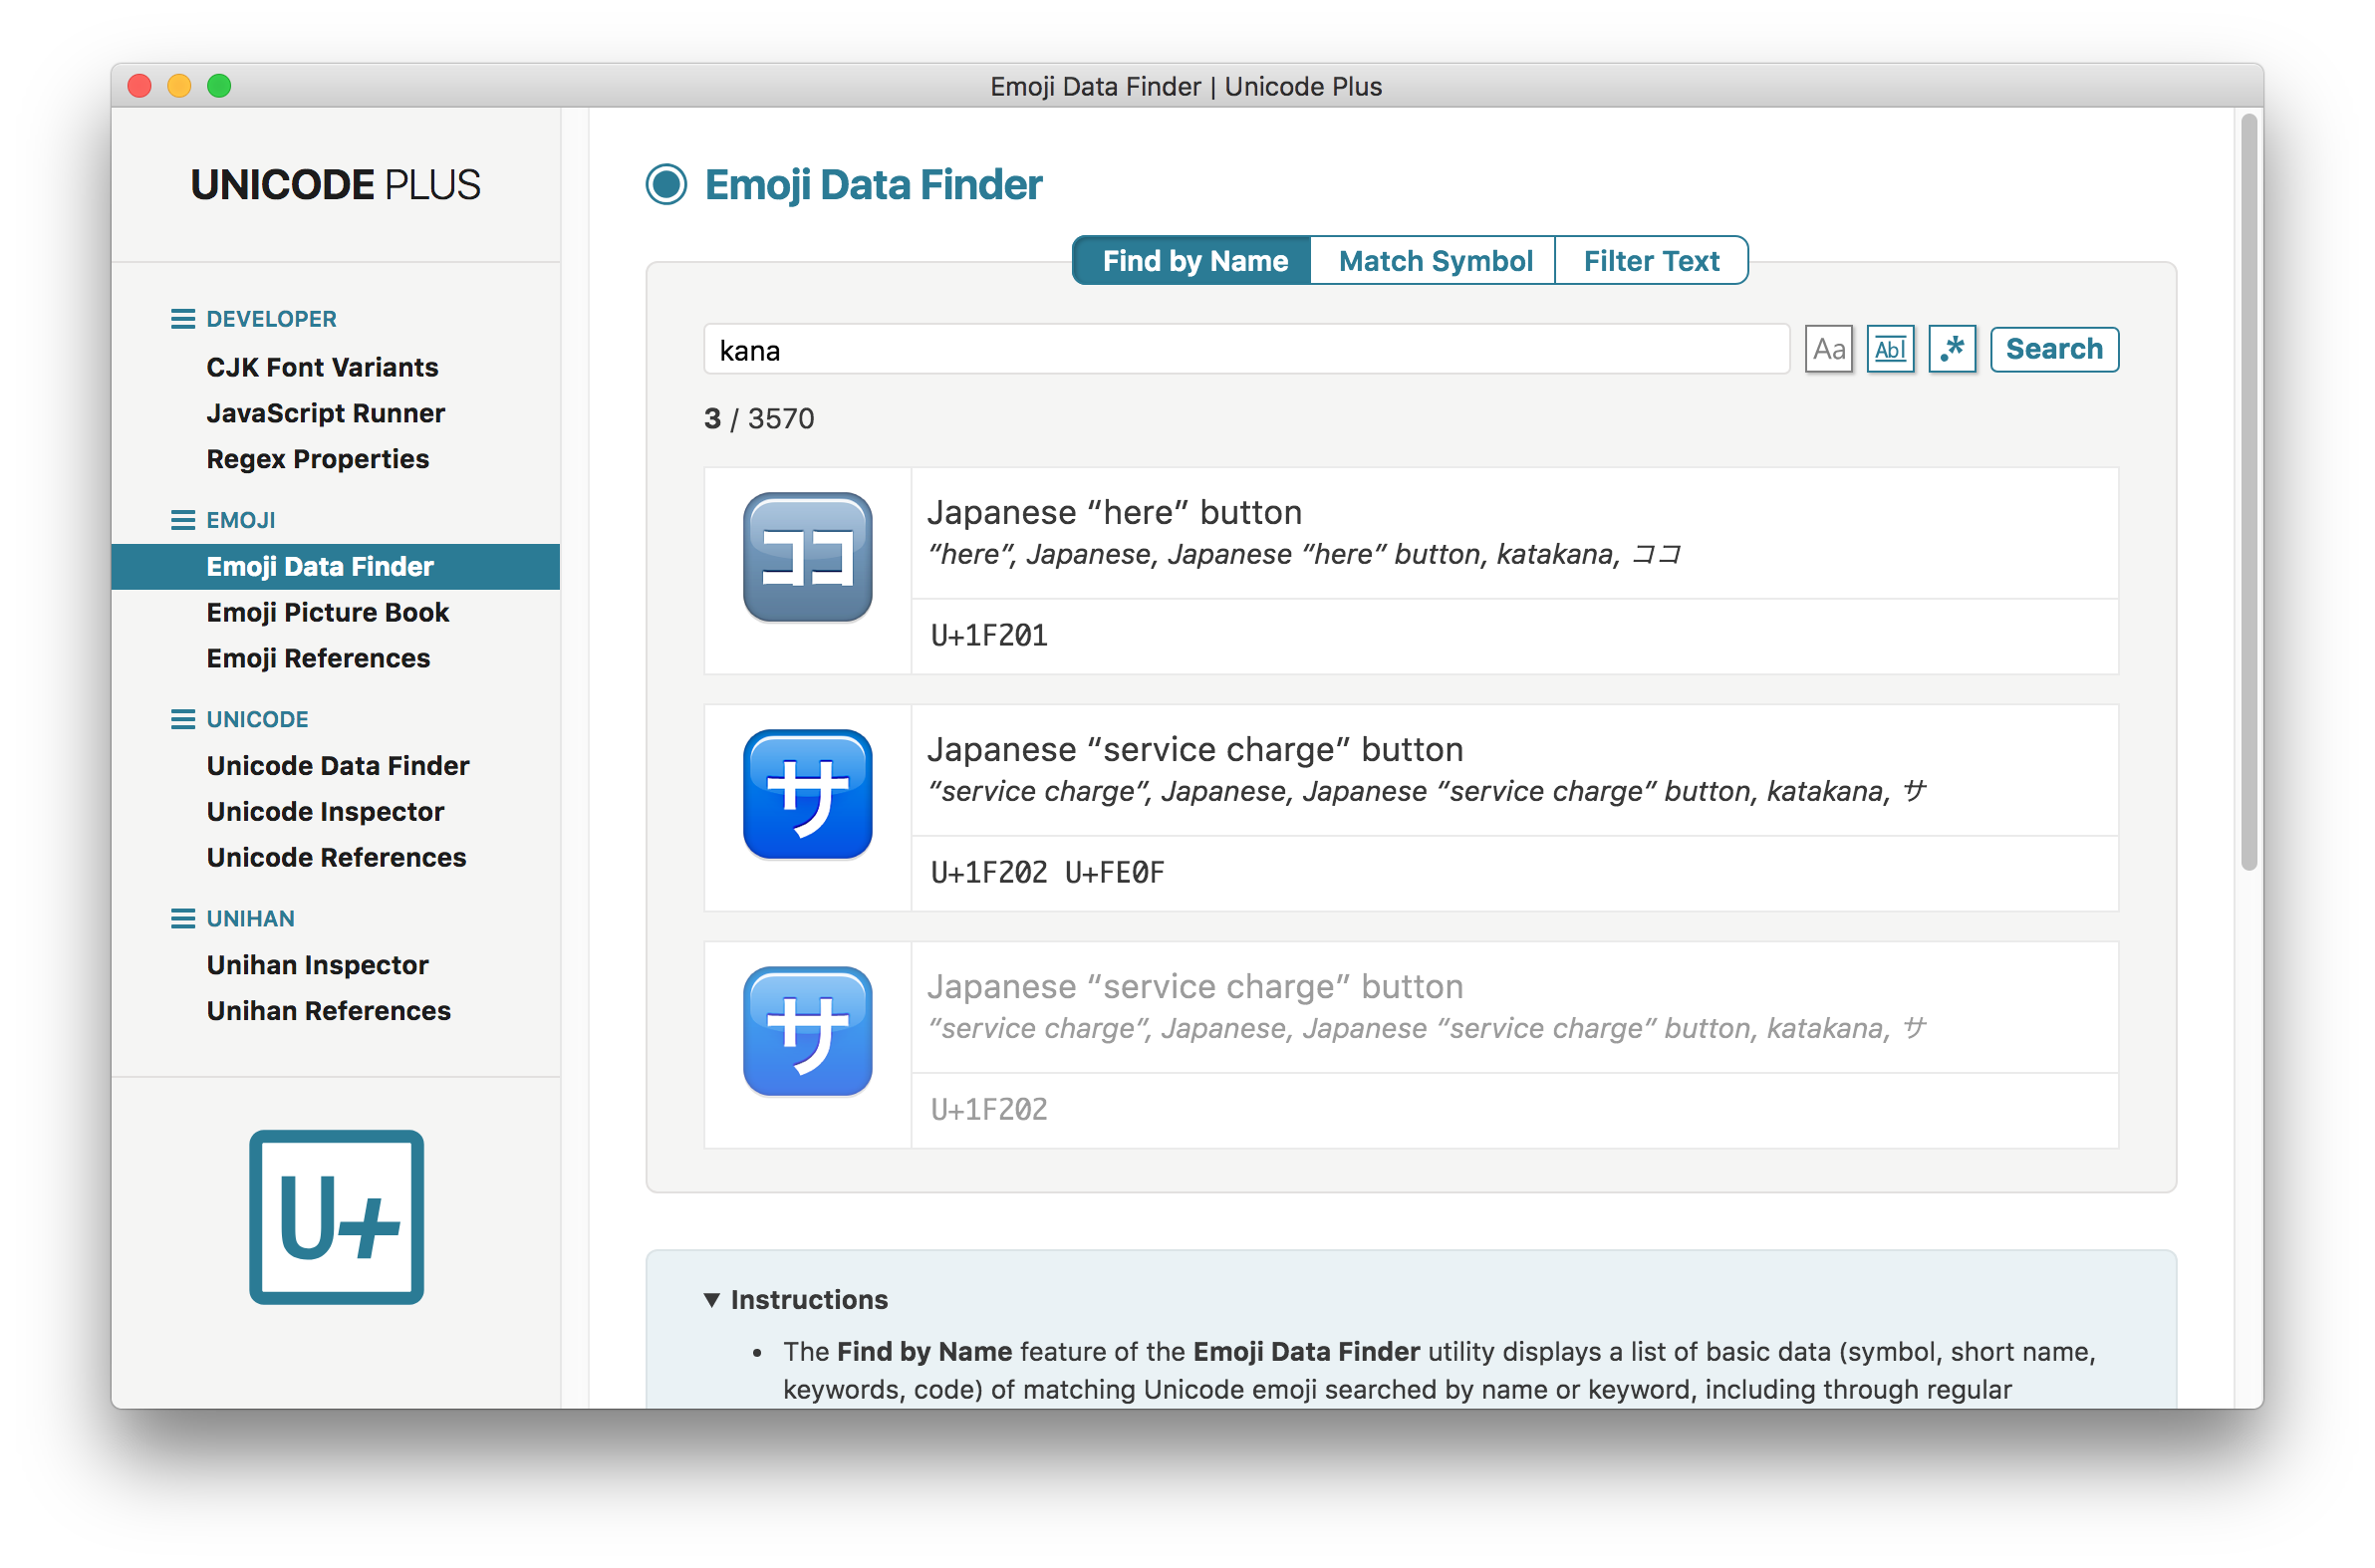 Emoji Data Finder | Unicode Plus
UNICODE PLUS
DEVELOPER
CJK Font Variants
JavaScript Runner
Regex Properties
EMOJI
Emoji Data Finder
Emoji Picture Book
Emoji References
UNICODE
Unicode Data Finder
Unicode Inspector
Unicode References
UNIHAN
Unihan Inspector
Unihan References
U+
Emoji Data Finder
Find by Name Match Symbol Filter Text
kana Aa Abl .* Search
3 / 3570
ココ
Japanese “here” button
“here”, Japanese, Japanese “here” button, katakana, ココ
U+1F201
サ
Japanese “service charge” button
“service charge”, Japanese, Japanese “service charge” button, katakana, サ
U+1F202 U+FE0F
サ
Japanese “service charge” button
“service charge”, Japanese, Japanese “service charge” button, katakana, サ
U+1F202
▼ Instructions
• The Find by Name feature of the Emoji Data Finder utility displays a list of basic data (symbol, short name,
keywords, code) of matching Unicode emoji searched by name or keyword, including through regular